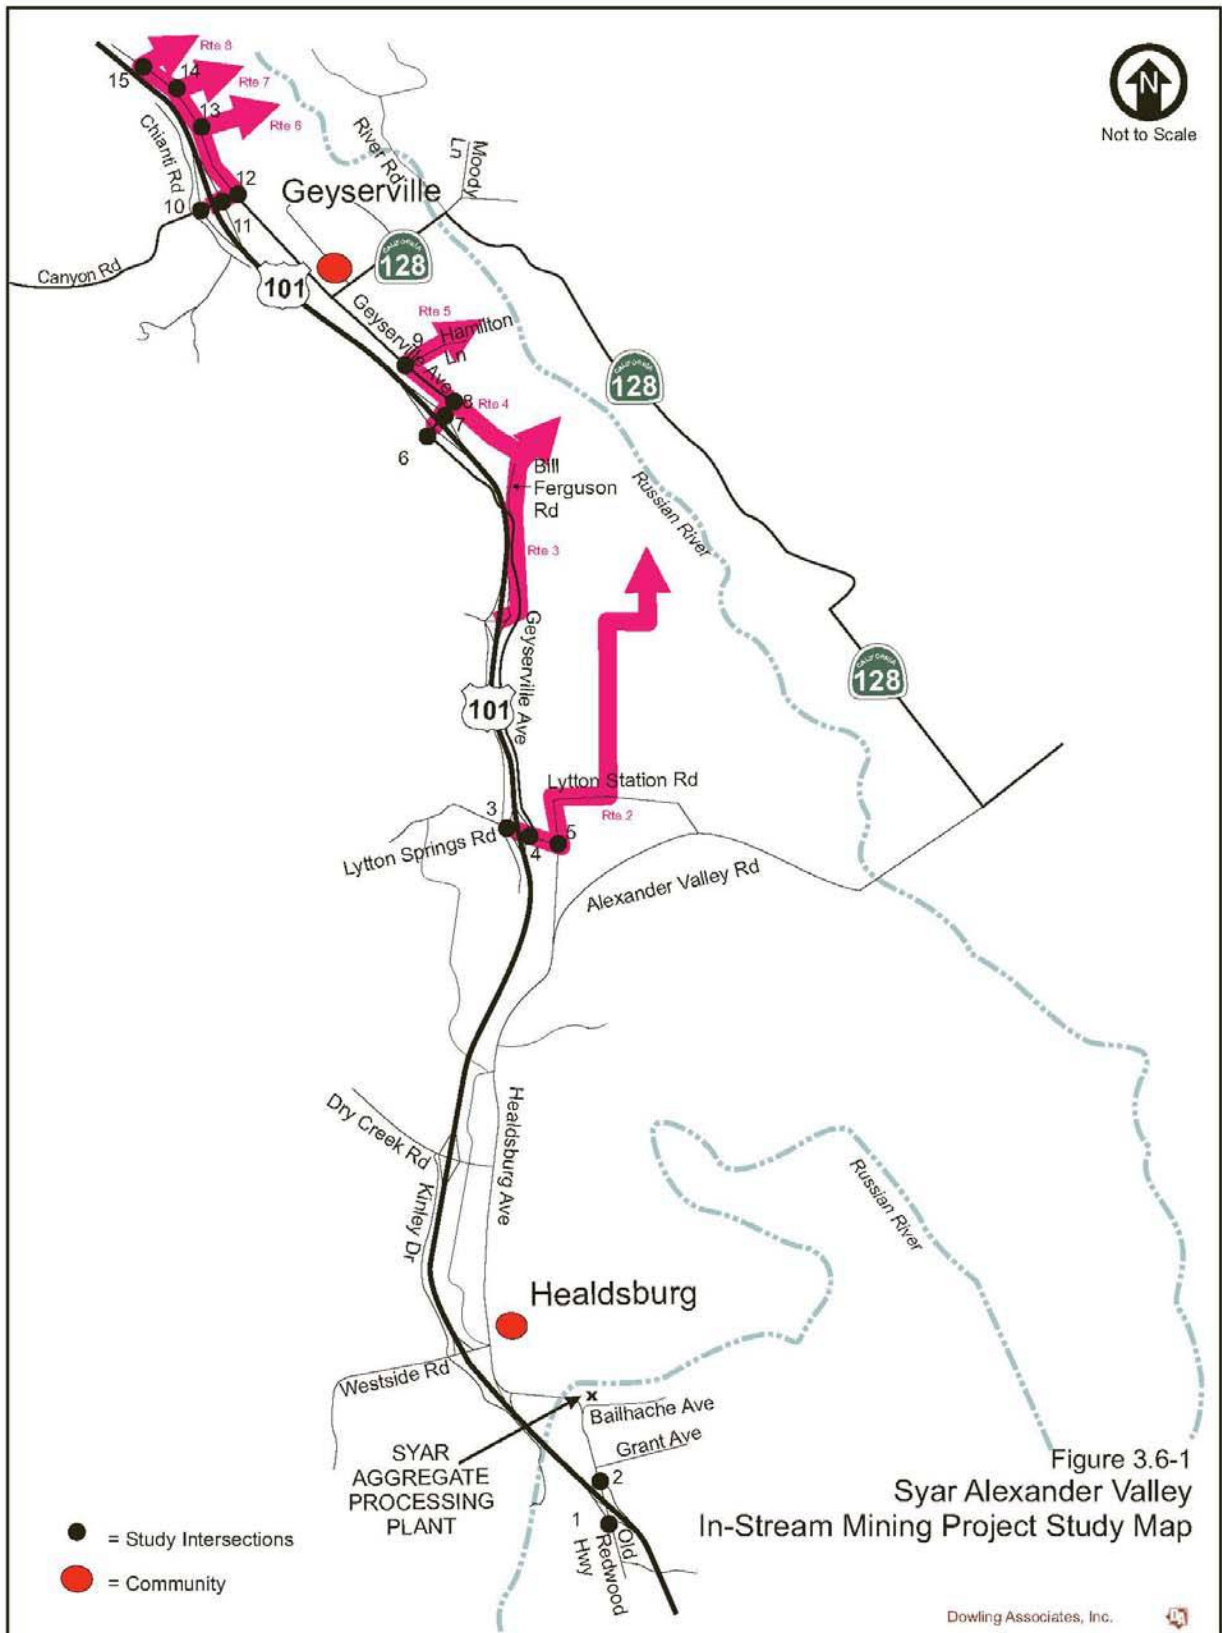 Rte 8
15
14
Rte 7
13
Rte 6
N
Not to Scale
Chianti Rd
River Rd.
Moody
Ln
12
10
11
Geyserville
CALIFORNIA
128
Canyon Rd
101
Geyserville Ave
Rte 5
9
Hamilton
Ln
8
Rte 4
7
6
CALIFORNIA
128
Bill
Ferguson
Rd
Russian River
Rte 3
Geyserville Ave
CALIFORNIA
128
101
Lytton Station Rd
3
Rte 2
Lytton Springs Rd
4
5
Alexander Valley Rd
Dry Creek Rd
Healdsburg Ave
Kinley Dr
Russian River
Healdsburg
Westside Rd
x
Bailhache Ave
Grant Ave
SYAR
AGGREGATE
PROCESSING
PLANT
2
1
Old
Redwood
Hwy
Figure 3.6-1
Syar Alexander Valley
In-Stream Mining Project Study Map
= Study Intersections
= Community
Dowling Associates, Inc.
DA